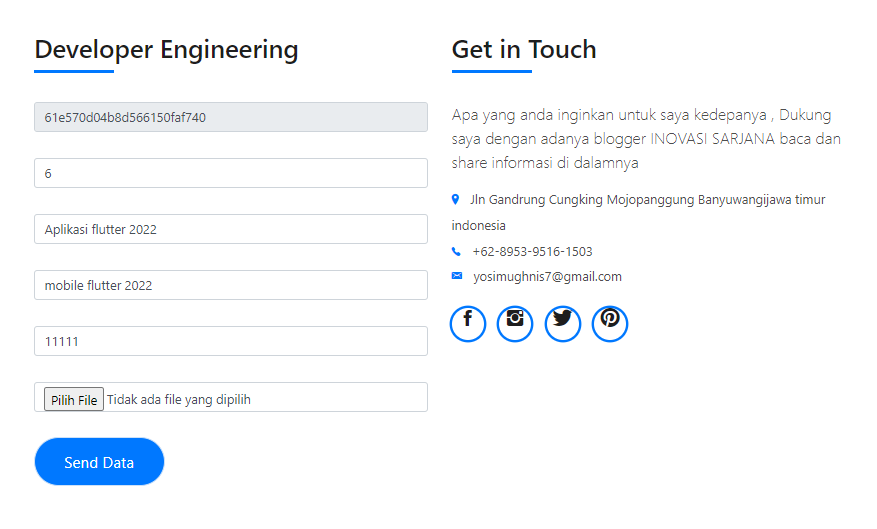 Developer Engineering
61e570d04b8d566150faf740
6
Aplikasi flutter 2022
mobile flutter 2022
11111
Pilih File Tidak ada file yang dipilih
Send Data
Get in Touch
Apa yang anda inginkan untuk saya kedepanya , Dukung
saya dengan adanya blogger INOVASI SARJANA baca dan
share informasi di dalamnya
Jln Gandrung Cungking Mojopanggung Banyuwangijawa timur
indonesia
+62-8953-9516-1503
yosimughnis7@gmail.com